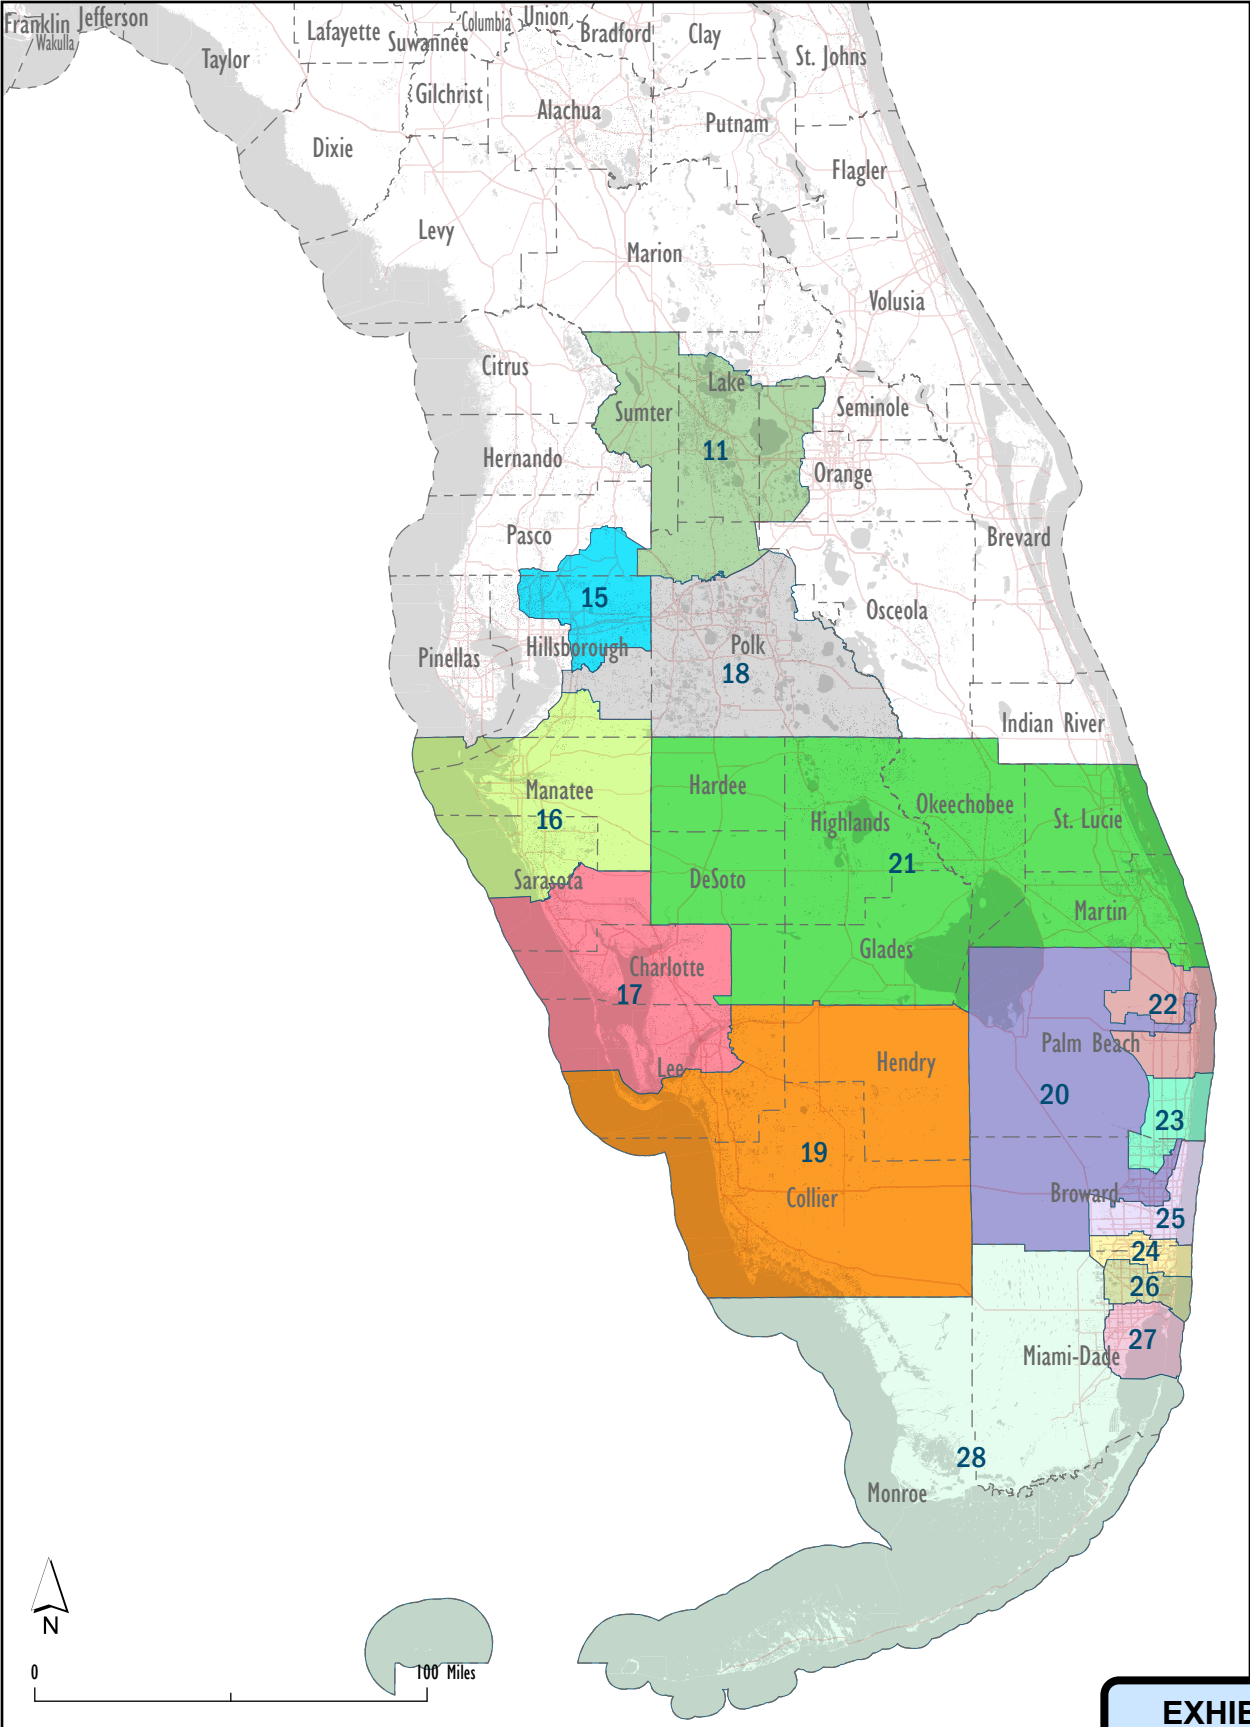 Franklin
Jefferson
Wakulla
Taylor
Lafayette
Suwannee
Columbia
Union
Bradford
Clay
St. Johns
Gilchrist
Alachua
Putnam
Dixie
Flagler
Levy
Marion
Volusia
Citrus
Lake
Sumter
Seminole
11
Hernando
Orange
Pasco
Brevard
15
Osceola
Hillsborough
Polk
Pinellas
18
Indian River
Manatee
Hardee
Okeechobee
16
Highlands
St. Lucie
21
Sarasota
DeSoto
Martin
Glades
Charlotte
17
22
Palm Beach
Lee
Hendry
20
23
19
Collier
Broward
25
24
26
27
Miami-Dade
28
Monroe
N
0
100 Miles